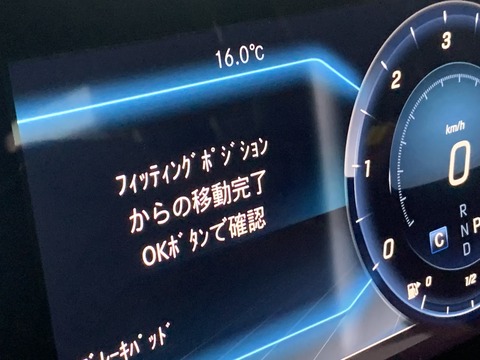 16.0℃
ﾌｨｯﾃｨﾝｸﾞﾎﾟｼﾞｼｮﾝ
からの移動完了
OKﾎﾞﾀﾝで確認
ﾌﾞﾚｰｷﾊﾟｯﾄﾞ
3
2
1
0
km/h
0
R
N
D
C
P
0
1/2